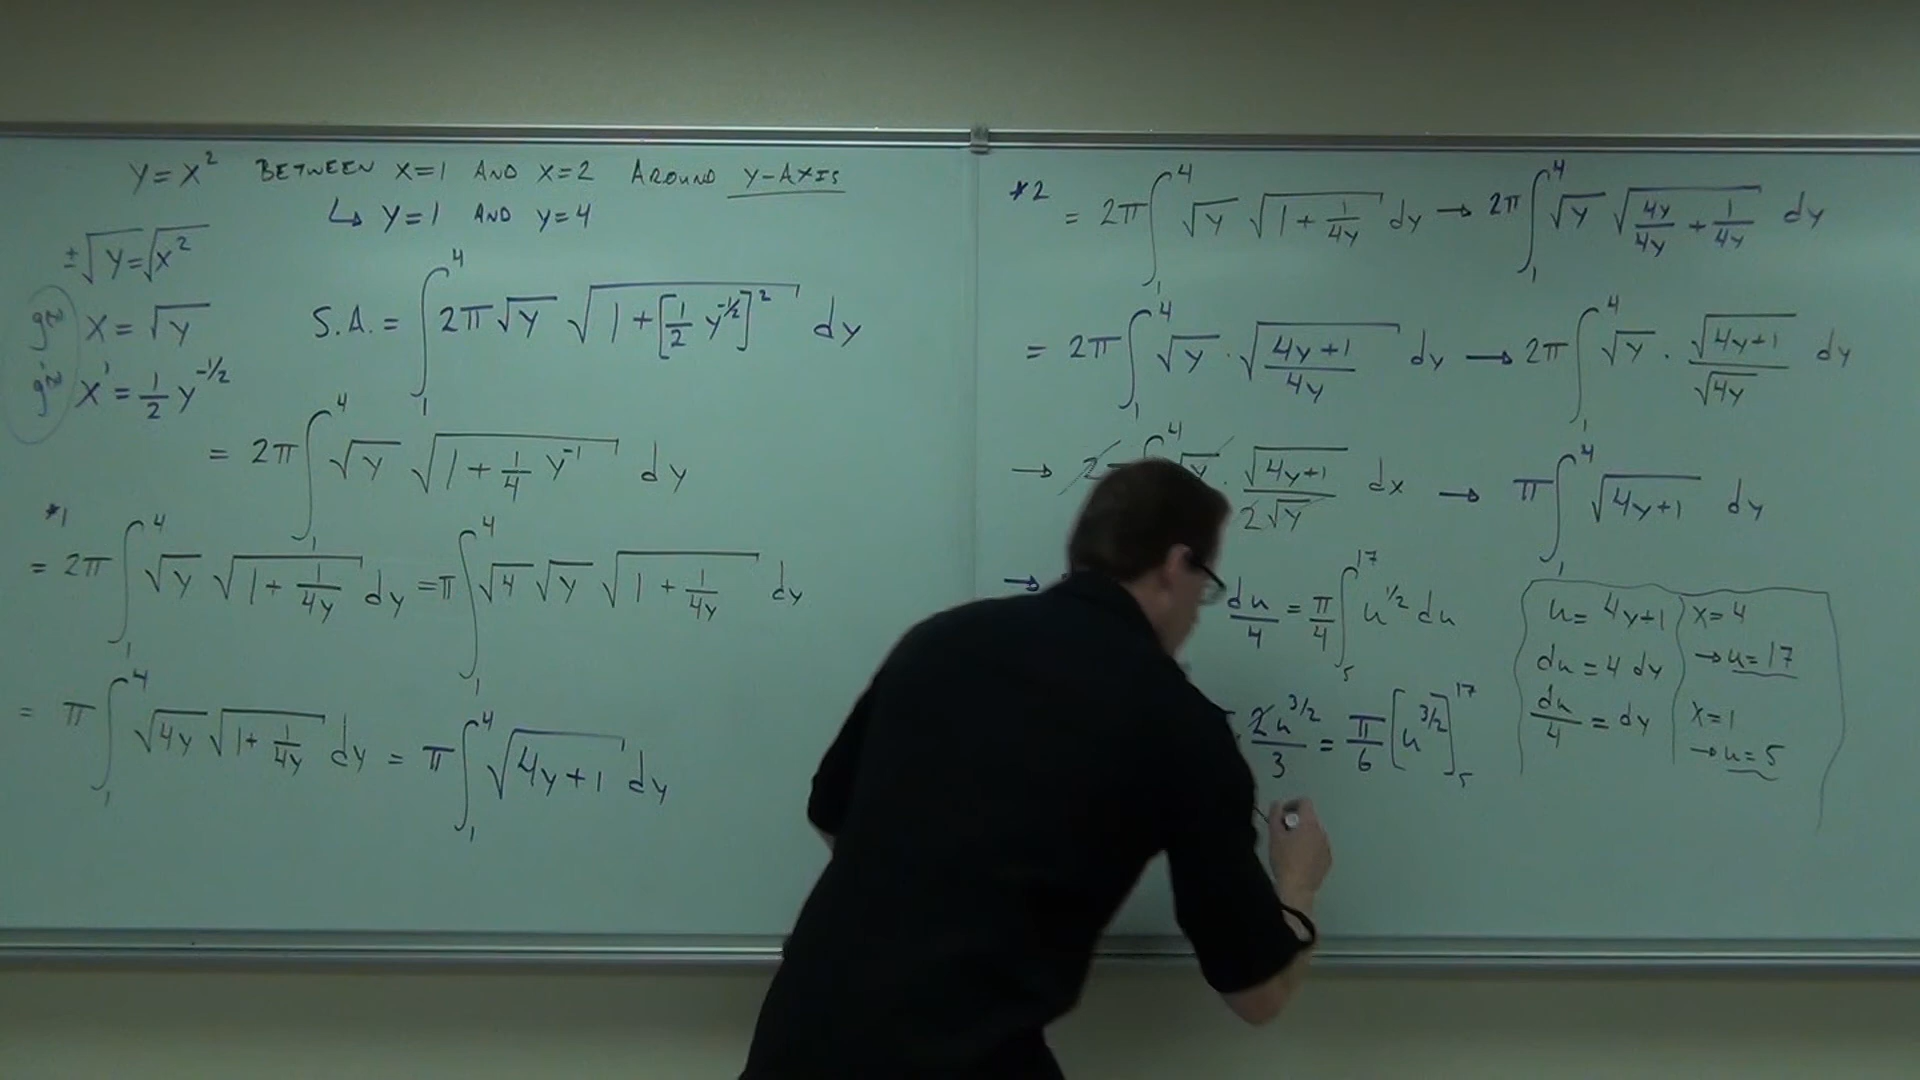 Y = X² BETWEEN X=1 AND X=2 AROUND Y-AXIS
↳ Y=1 AND Y=4
±√Y = √X²
g(y) X = √Y
g'(y) X' = 1/2 Y^(-1/2)
S.A. = ∫₁⁴ 2π√Y √(1 + [1/2 Y^(-1/2)]²) dy
= 2π ∫₁⁴ √Y √(1 + 1/4 Y⁻¹) dy
*1
= 2π ∫₁⁴ √Y √(1 + 1/4Y) dy = π ∫₁⁴ √4 √Y √(1 + 1/4Y) dy
= π ∫₁⁴ √4Y √(1 + 1/4Y) dy = π ∫₁⁴ √(4Y+1) dy
*2
= 2π ∫₁⁴ √Y √(1 + 1/4Y) dy → 2π ∫₁⁴ √Y √(4Y/4Y + 1/4Y) dy
= 2π ∫₁⁴ √Y · √((4Y+1)/4Y) dy → 2π ∫₁⁴ √Y · √(4Y+1)/√4Y dy
→ 2 ∫⁴ √Y · √(4Y+1)/2√Y dx → π ∫₁⁴ √(4Y+1) dy
→ du/4 = π/4 ∫₅¹⁷ u^(1/2) du
· 2u^(3/2)/3 = π/6 [u^(3/2)]₅¹⁷
u = 4y+1
du = 4 dy
du/4 = dy
x=4
→ u=17
x=1
→ u=5